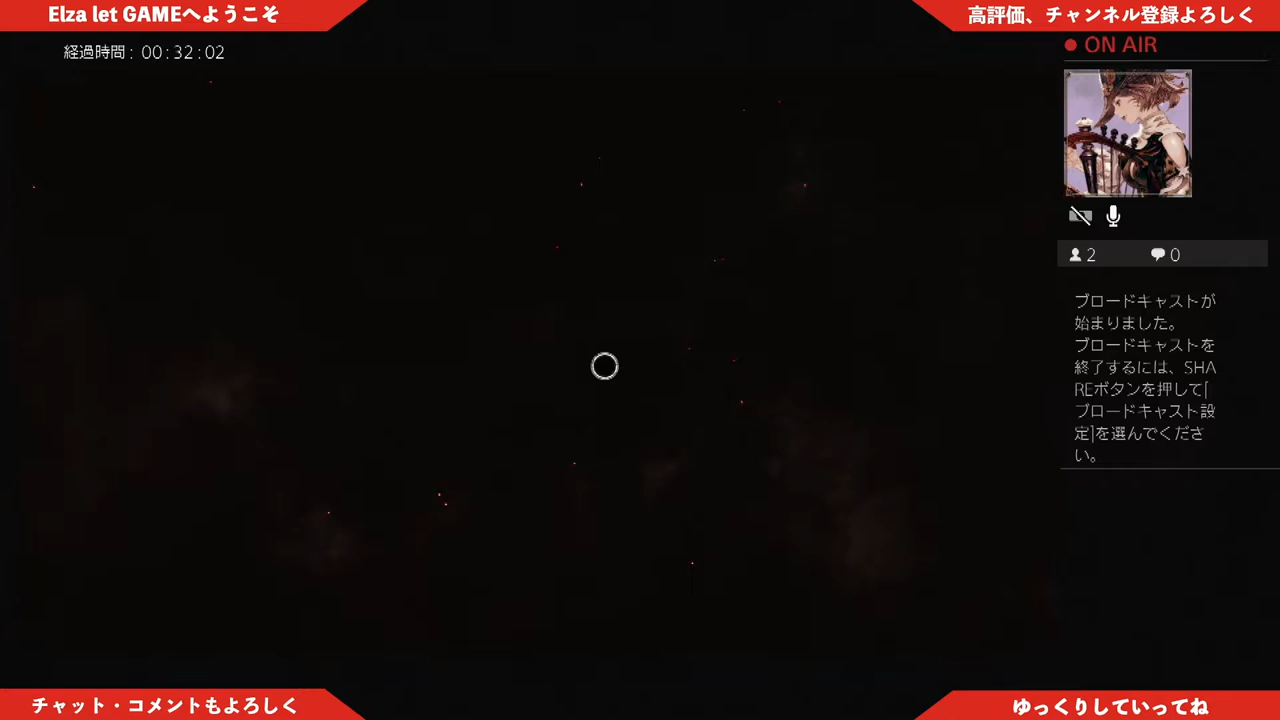 Elza let GAMEへようこそ
高評価、チャンネル登録よろしく
経過時間: 00:32:02
ON AIR
2 0
ブロードキャストが
始まりました。
ブロードキャストを
終了するには、SHA
REボタンを押して[
ブロードキャスト設
定]を選んでくださ
い。
チャット・コメントもよろしく
ゆっくりしていってね